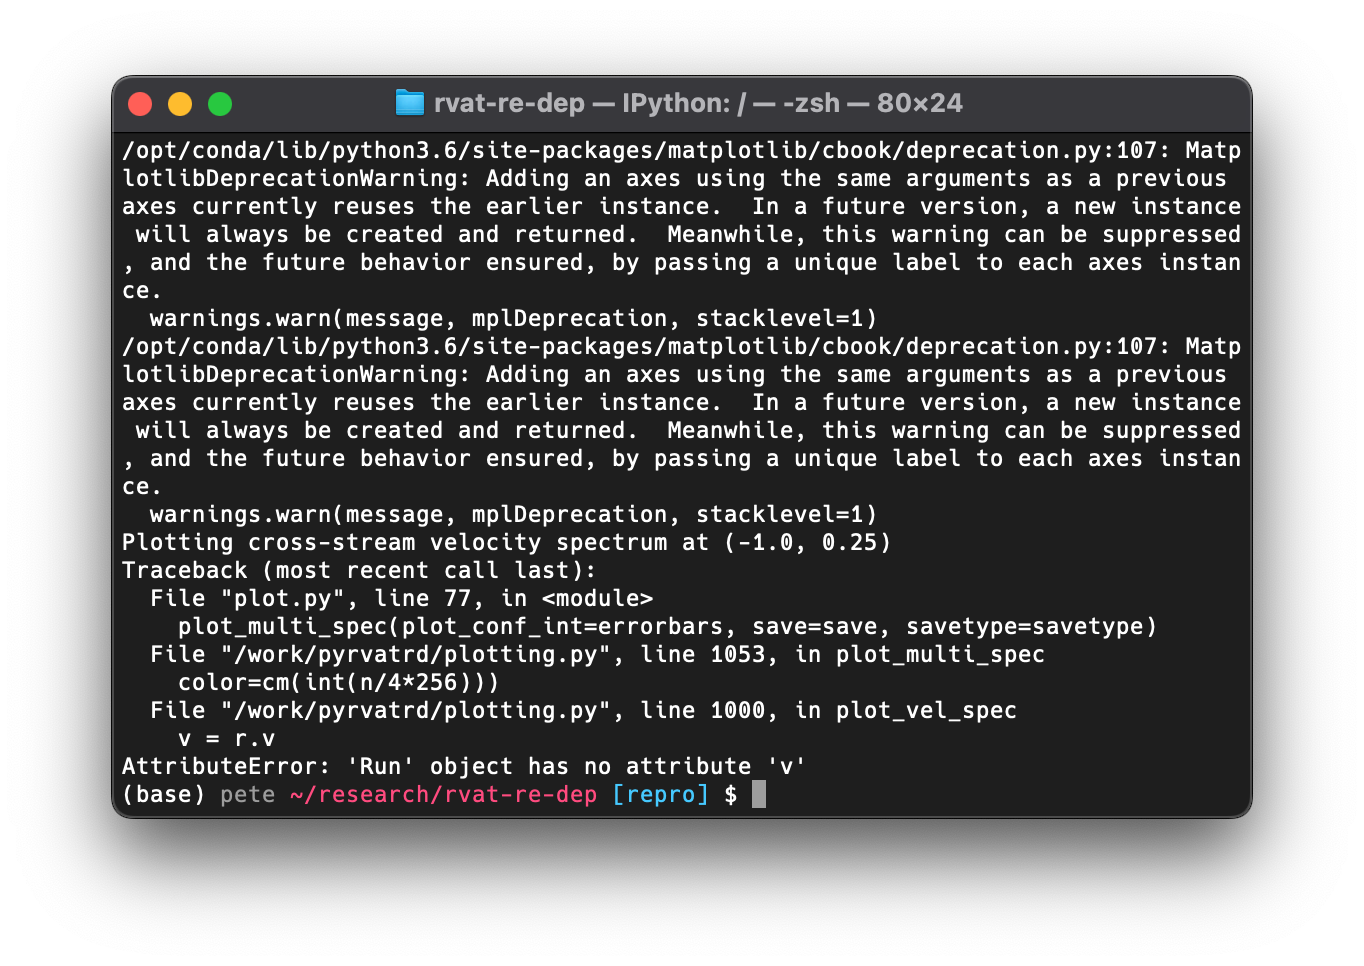 rvat-re-dep — IPython: / — -zsh — 80×24
/opt/conda/lib/python3.6/site-packages/matplotlib/cbook/deprecation.py:107: Matp
lotlibDeprecationWarning: Adding an axes using the same arguments as a previous
axes currently reuses the earlier instance.  In a future version, a new instance
 will always be created and returned.  Meanwhile, this warning can be suppressed
, and the future behavior ensured, by passing a unique label to each axes instan
ce.
  warnings.warn(message, mplDeprecation, stacklevel=1)
/opt/conda/lib/python3.6/site-packages/matplotlib/cbook/deprecation.py:107: Matp
lotlibDeprecationWarning: Adding an axes using the same arguments as a previous
axes currently reuses the earlier instance.  In a future version, a new instance
 will always be created and returned.  Meanwhile, this warning can be suppressed
, and the future behavior ensured, by passing a unique label to each axes instan
ce.
  warnings.warn(message, mplDeprecation, stacklevel=1)
Plotting cross-stream velocity spectrum at (-1.0, 0.25)
Traceback (most recent call last):
  File "plot.py", line 77, in <module>
    plot_multi_spec(plot_conf_int=errorbars, save=save, savetype=savetype)
  File "/work/pyrvatrd/plotting.py", line 1053, in plot_multi_spec
    color=cm(int(n/4*256)))
  File "/work/pyrvatrd/plotting.py", line 1000, in plot_vel_spec
    v = r.v
AttributeError: 'Run' object has no attribute 'v'
(base) pete ~/research/rvat-re-dep [repro] $